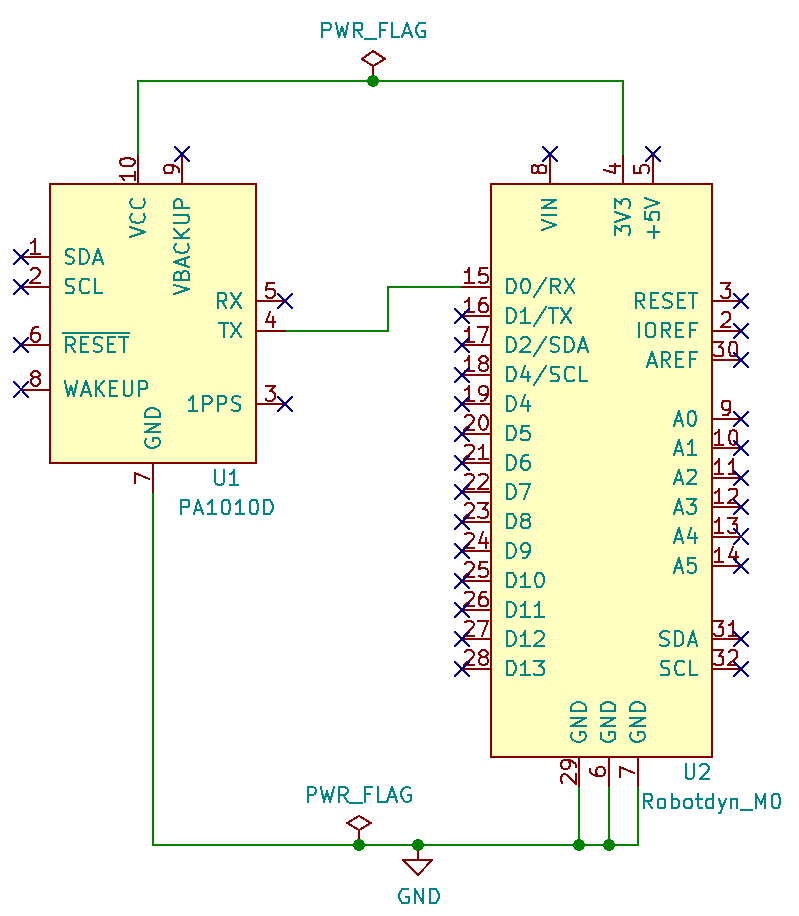 PWR_FLAG
10
VCC
9
VBACKUP
1
SDA
2
SCL
6
RESET
8
WAKEUP
5
RX
4
TX
3
1PPS
GND
7
U1
PA1010D
8
VIN
4
3V3
5
+5V
15
D0/RX
16
D1/TX
17
D2/SDA
18
D4/SCL
19
D4
20
D5
21
D6
22
D7
23
D8
24
D9
25
D10
26
D11
27
D12
28
D13
3
RESET
2
IOREF
30
AREF
9
A0
10
A1
11
A2
12
A3
13
A4
14
A5
31
SDA
32
SCL
GND
29
GND
6
GND
7
U2
Robotdyn_M0
PWR_FLAG
GND